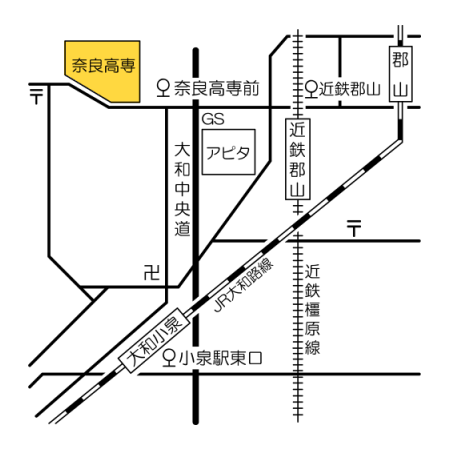 奈良高専
奈良高専前
近鉄郡山
郡山
GS
アピタ
大和中央道
近鉄郡山
JR大和路線
近鉄橿原線
大和小泉
小泉駅東口